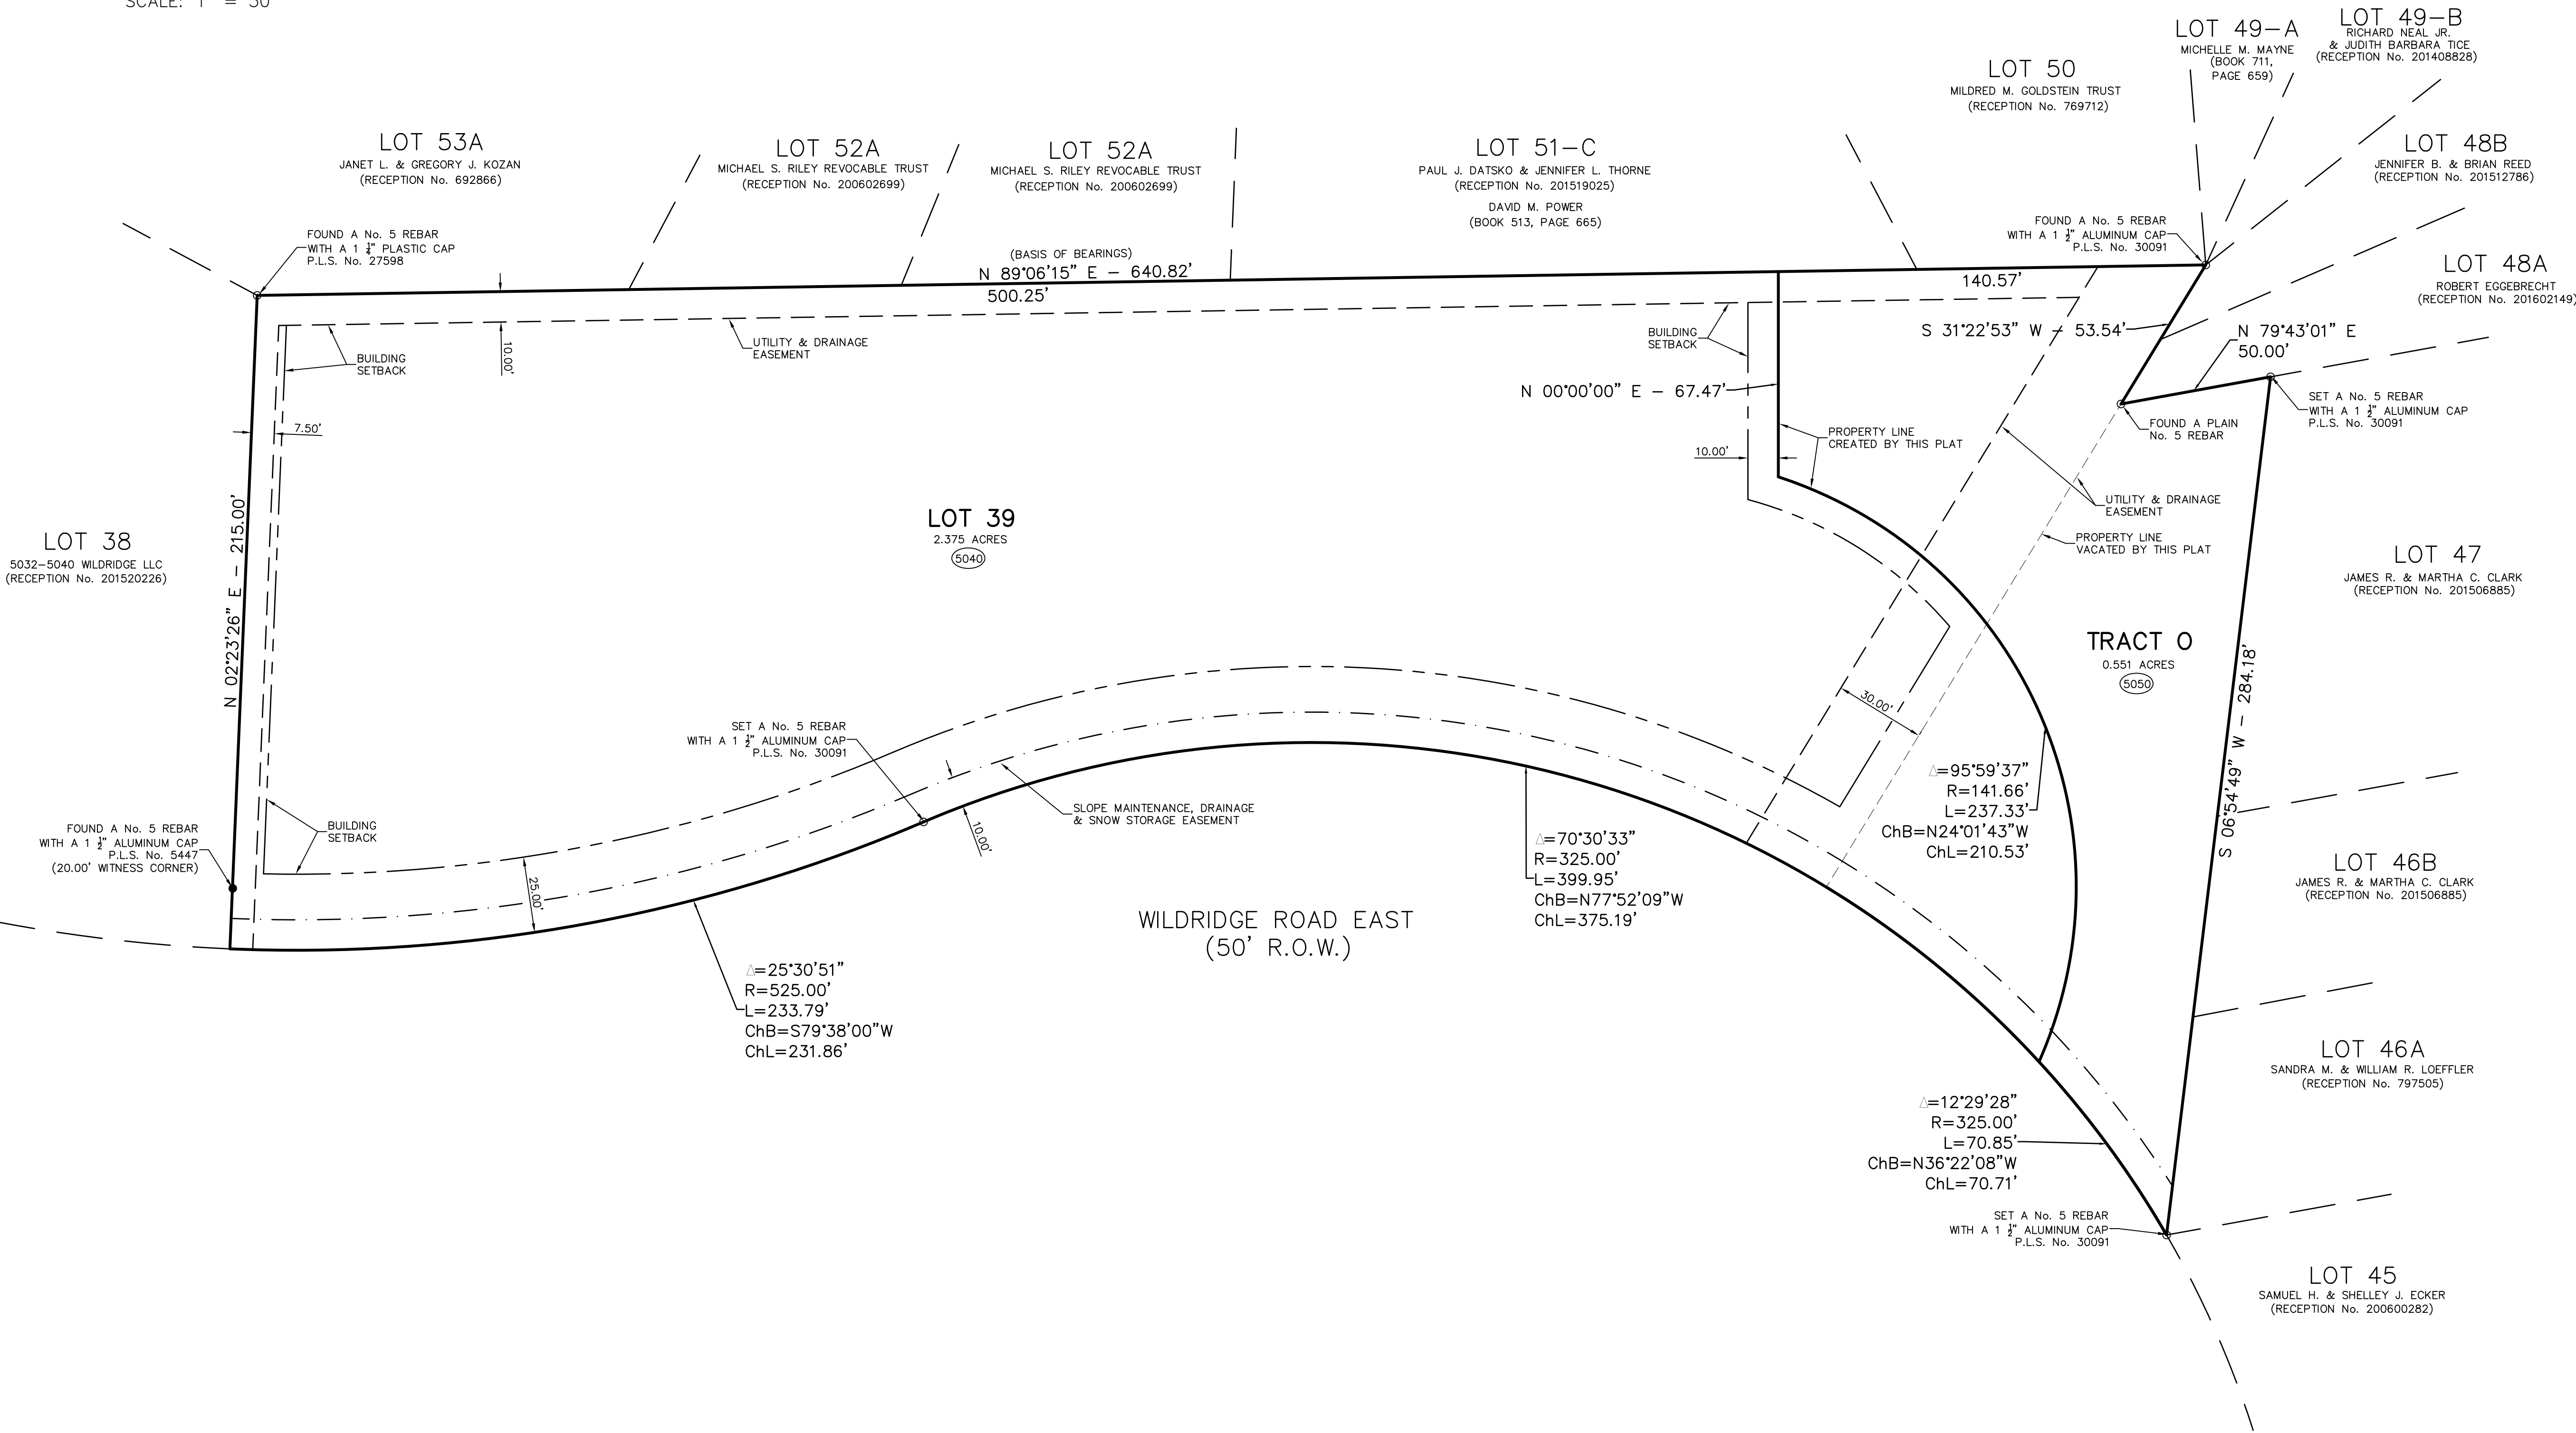 SCALE: 1" = 30'
LOT 49-A
MICHELLE M. MAYNE
(BOOK 711,
PAGE 659)
LOT 49-B
RICHARD NEAL JR.
& JUDITH BARBARA TICE
(RECEPTION No. 201408828)
LOT 50
MILDRED M. GOLDSTEIN TRUST
(RECEPTION No. 769712)
LOT 53A
JANET L. & GREGORY J. KOZAN
(RECEPTION No. 692866)
LOT 52A
MICHAEL S. RILEY REVOCABLE TRUST
(RECEPTION No. 200602699)
LOT 52A
MICHAEL S. RILEY REVOCABLE TRUST
(RECEPTION No. 200602699)
LOT 51-C
PAUL J. DATSKO & JENNIFER L. THORNE
(RECEPTION No. 201519025)
DAVID M. POWER
(BOOK 513, PAGE 665)
LOT 48B
JENNIFER B. & BRIAN REED
(RECEPTION No. 201512786)
FOUND A No. 5 REBAR
WITH A 1 1/4" PLASTIC CAP
P.L.S. No. 27598
(BASIS OF BEARINGS)
N 89°06'15" E - 640.82'
500.25'
140.57'
FOUND A No. 5 REBAR
WITH A 1 1/2" ALUMINUM CAP
P.L.S. No. 30091
LOT 48A
ROBERT EGGEBRECHT
(RECEPTION No. 201602149)
BUILDING
SETBACK
10.00'
UTILITY & DRAINAGE
EASEMENT
BUILDING
SETBACK
S 31°22'53" W - 53.54'
N 79°43'01" E
50.00'
N 00°00'00" E - 67.47'
SET A No. 5 REBAR
WITH A 1 1/2" ALUMINUM CAP
P.L.S. No. 30091
FOUND A PLAIN
No. 5 REBAR
7.50'
PROPERTY LINE
CREATED BY THIS PLAT
10.00'
UTILITY & DRAINAGE
EASEMENT
PROPERTY LINE
VACATED BY THIS PLAT
N 02°23'26" E - 215.00'
LOT 38
5032-5040 WILDRIDGE LLC
(RECEPTION No. 201520226)
LOT 39
2.375 ACRES
5040
LOT 47
JAMES R. & MARTHA C. CLARK
(RECEPTION No. 201506885)
TRACT O
0.551 ACRES
5050
S 06°54'49" W - 284.18'
30.00'
SET A No. 5 REBAR
WITH A 1 1/2" ALUMINUM CAP
P.L.S. No. 30091
SLOPE MAINTENANCE, DRAINAGE
& SNOW STORAGE EASEMENT
10.00'
FOUND A No. 5 REBAR
WITH A 1 1/2" ALUMINUM CAP
P.L.S. No. 5447
(20.00' WITNESS CORNER)
BUILDING
SETBACK
25.00'
Δ=95°59'37"
R=141.66'
L=237.33'
ChB=N24°01'43"W
ChL=210.53'
Δ=70°30'33"
R=325.00'
L=399.95'
ChB=N77°52'09"W
ChL=375.19'
WILDRIDGE ROAD EAST
(50' R.O.W.)
LOT 46B
JAMES R. & MARTHA C. CLARK
(RECEPTION No. 201506885)
Δ=25°30'51"
R=525.00'
L=233.79'
ChB=S79°38'00"W
ChL=231.86'
LOT 46A
SANDRA M. & WILLIAM R. LOEFFLER
(RECEPTION No. 797505)
Δ=12°29'28"
R=325.00'
L=70.85'
ChB=N36°22'08"W
ChL=70.71'
SET A No. 5 REBAR
WITH A 1 1/2" ALUMINUM CAP
P.L.S. No. 30091
LOT 45
SAMUEL H. & SHELLEY J. ECKER
(RECEPTION No. 200600282)